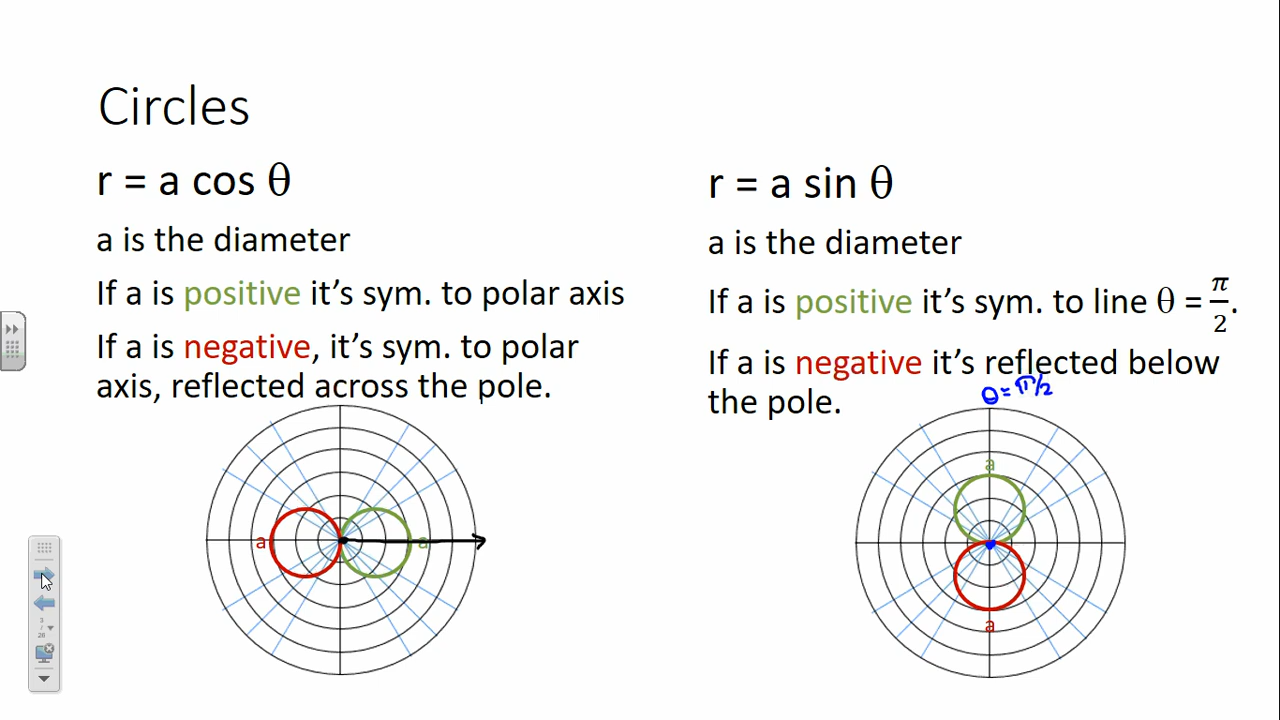 Circles
r = a cos θ
a is the diameter
If a is positive it's sym. to polar axis
If a is negative, it's sym. to polar
axis, reflected across the pole.
a
a
r = a sin θ
a is the diameter
If a is positive it's sym. to line θ = π/2.
If a is negative it's reflected below
the pole.
θ = π/2
a
a
3
/
26